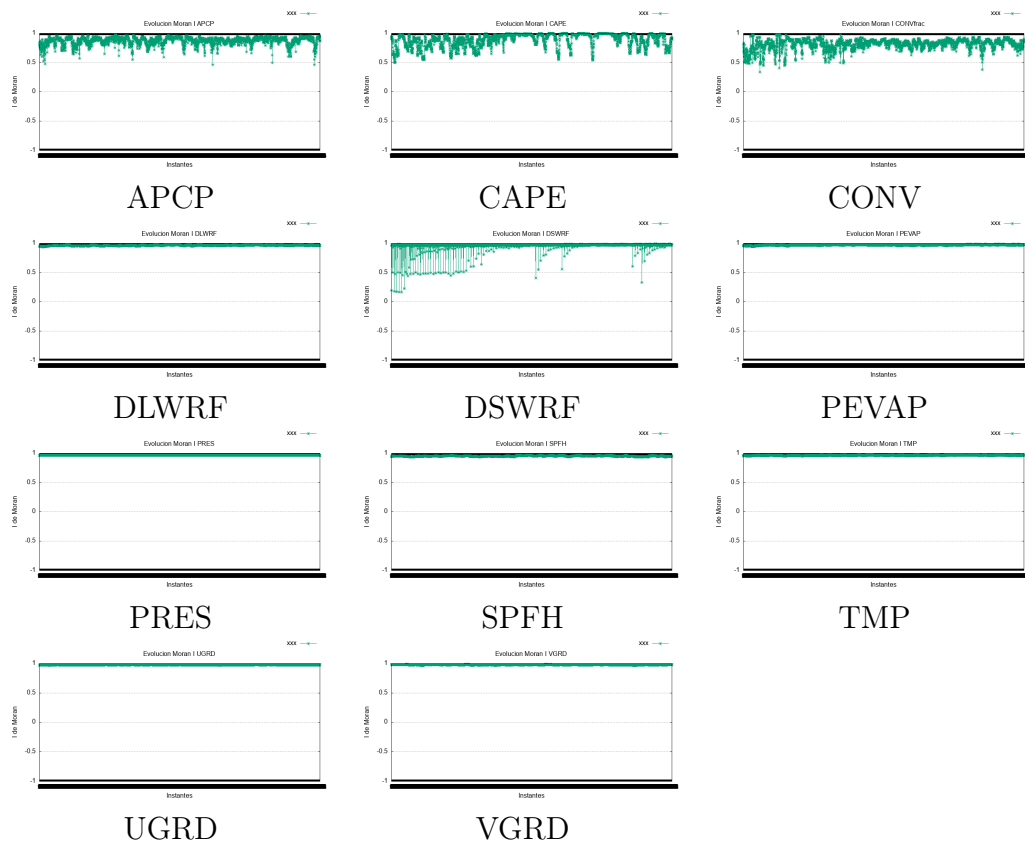 xxx
Evolucion Moran I APCP
1
0.5
0
-0.5
-1
I de Moran
Instantes
APCP
xxx
Evolucion Moran I CAPE
1
0.5
0
-0.5
-1
I de Moran
Instantes
CAPE
xxx
Evolucion Moran I CONVfrac
1
0.5
0
-0.5
-1
I de Moran
Instantes
CONV
xxx
Evolucion Moran I DLWRF
1
0.5
0
-0.5
-1
I de Moran
Instantes
DLWRF
xxx
Evolucion Moran I DSWRF
1
0.5
0
-0.5
-1
I de Moran
Instantes
DSWRF
xxx
Evolucion Moran I PEVAP
1
0.5
0
-0.5
-1
I de Moran
Instantes
PEVAP
xxx
Evolucion Moran I PRES
1
0.5
0
-0.5
-1
I de Moran
Instantes
PRES
xxx
Evolucion Moran I SPFH
1
0.5
0
-0.5
-1
I de Moran
Instantes
SPFH
xxx
Evolucion Moran I TMP
1
0.5
0
-0.5
-1
I de Moran
Instantes
TMP
xxx
Evolucion Moran I UGRD
1
0.5
0
-0.5
-1
I de Moran
Instantes
UGRD
xxx
Evolucion Moran I VGRD
1
0.5
0
-0.5
-1
I de Moran
Instantes
VGRD